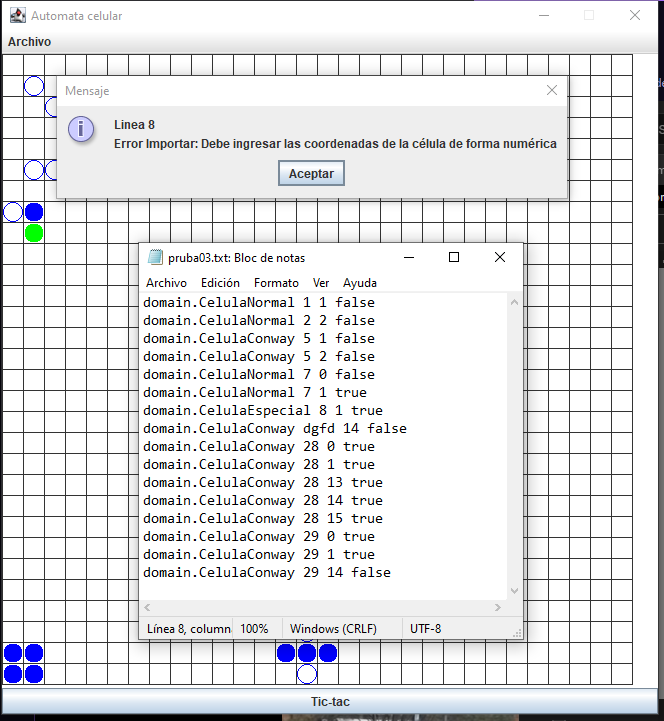 Automata celular
Archivo
Mensaje
Linea 8
Error Importar: Debe ingresar las coordenadas de la célula de forma numérica
Aceptar
pruba03.txt: Bloc de notas
Archivo Edición Formato Ver Ayuda
domain.CelulaNormal 1 1 false
domain.CelulaNormal 2 2 false
domain.CelulaConway 5 1 false
domain.CelulaConway 5 2 false
domain.CelulaNormal 7 0 false
domain.CelulaNormal 7 1 true
domain.CelulaEspecial 8 1 true
domain.CelulaConway dgfd 14 false
domain.CelulaConway 28 0 true
domain.CelulaConway 28 1 true
domain.CelulaConway 28 13 true
domain.CelulaConway 28 14 true
domain.CelulaConway 28 15 true
domain.CelulaConway 29 0 true
domain.CelulaConway 29 1 true
domain.CelulaConway 29 14 false
Línea 8, column 100% Windows (CRLF) UTF-8
Tic-tac